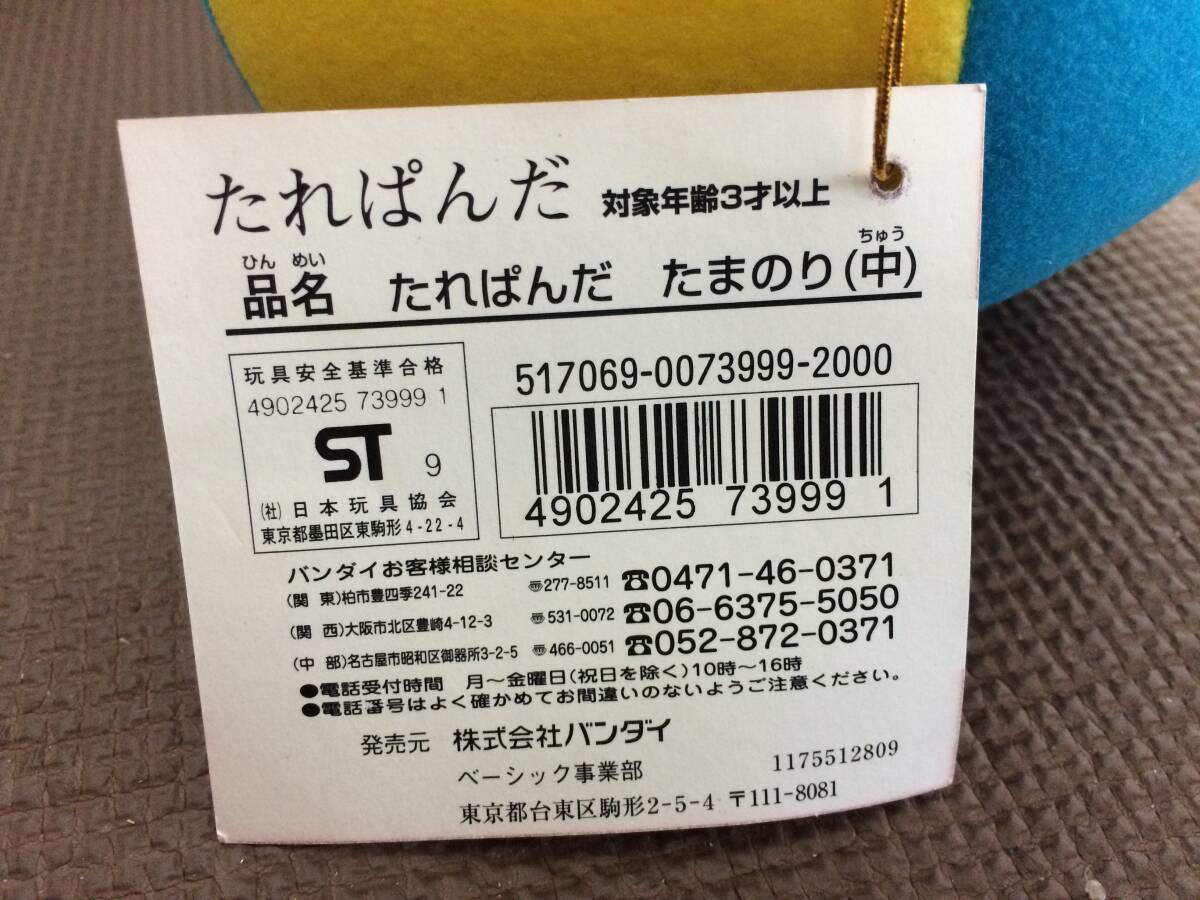 たれぱんだ 対象年齢3才以上
ひん めい ちゅう
品名 たれぱんだ たまのり(中)
玩具安全基準合格
4902425 73999 1
ST 9
(社)日本玩具協会
東京都墨田区東駒形4-22-4
517069-0073999-2000
4902425 73999 1
バンダイお客様相談センター
(関 東)柏市豊四季241-22 〠277-8511 ☎0471-46-0371
(関 西)大阪市北区豊崎4-12-3 〠531-0072 ☎06-6375-5050
(中 部)名古屋市昭和区御器所3-2-5 〠466-0051 ☎052-872-0371
●電話受付時間 月～金曜日(祝日を除く)10時～16時
●電話番号はよく確かめてお間違いのないようご注意ください。
発売元 株式会社バンダイ
ベーシック事業部 1175512809
東京都台東区駒形2-5-4 〒111-8081